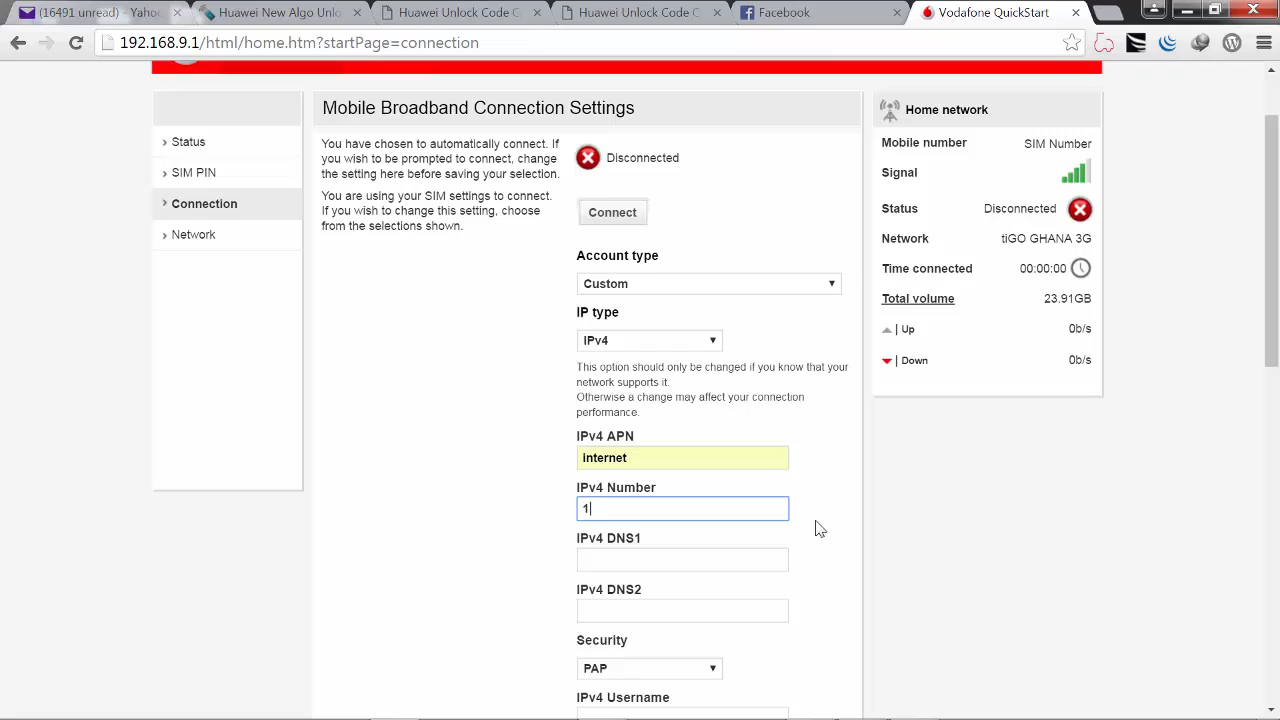 (16491 unread) - Yahoo
Huawei New Algo Unlo
Huawei Unlock Code C
Huawei Unlock Code C
Facebook
Vodafone QuickStart
192.168.9.1/html/home.htm?startPage=connection
Status
SIM PIN
Connection
Network
Mobile Broadband Connection Settings
You have chosen to automatically connect. If
you wish to be prompted to connect, change
the setting here before saving your selection.
You are using your SIM settings to connect.
If you wish to change this setting, choose
from the selections shown.
Disconnected
Connect
Account type
Custom
IP type
IPv4
This option should only be changed if you know that your
network supports it.
Otherwise a change may affect your connection
performance.
IPv4 APN
internet
IPv4 Number
1
IPv4 DNS1
IPv4 DNS2
Security
PAP
IPv4 Username
Home network
Mobile number SIM Number
Signal
Status Disconnected
Network tiGO GHANA 3G
Time connected 00:00:00
Total volume 23.91GB
| Up 0b/s
| Down 0b/s